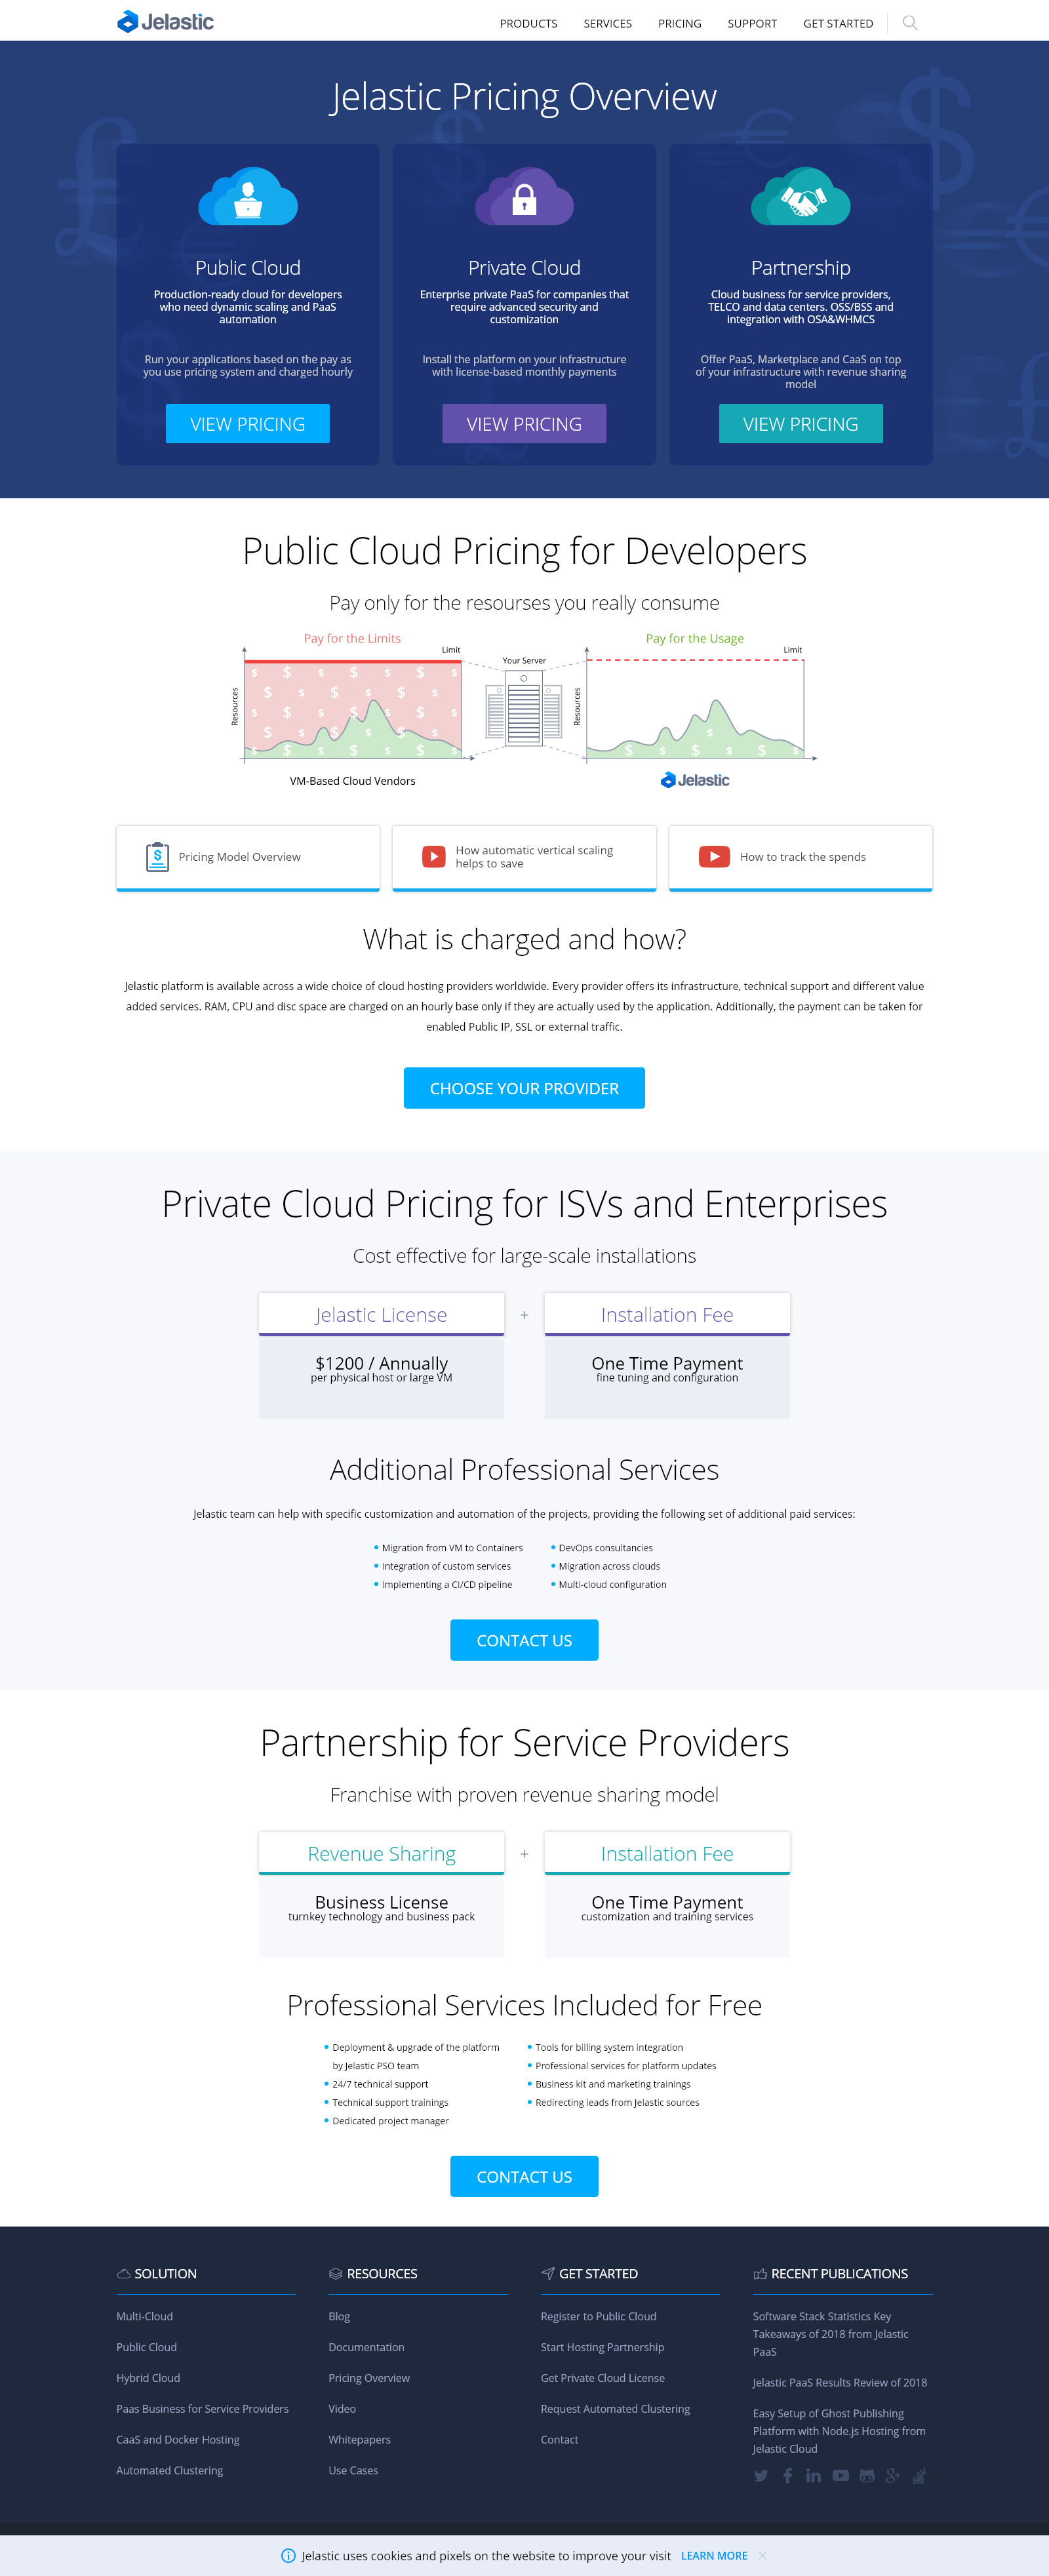 Jelastic
PRODUCTS SERVICES PRICING SUPPORT GET STARTED
Jelastic Pricing Overview
Public Cloud
Production-ready cloud for developers
who need dynamic scaling and PaaS
automation
Run your applications based on the pay as
you use pricing system and charged hourly
VIEW PRICING
Private Cloud
Enterprise private PaaS for companies that
require advanced security and
customization
Install the platform on your infrastructure
with license-based monthly payments
VIEW PRICING
Partnership
Cloud business for service providers,
TELCO and data centers. OSS/BSS and
integration with OSA&WHMCS
Offer PaaS, Marketplace and CaaS on top
of your infrastructure with revenue sharing
model
VIEW PRICING
Public Cloud Pricing for Developers
Pay only for the resourses you really consume
Pay for the Limits
Limit
Resources
VM-Based Cloud Vendors
Your Server
Pay for the Usage
Limit
Resources
Jelastic
Pricing Model Overview
How automatic vertical scaling
helps to save
How to track the spends
What is charged and how?
Jelastic platform is available across a wide choice of cloud hosting providers worldwide. Every provider offers its infrastructure, technical support and different value
added services. RAM, CPU and disc space are charged on an hourly base only if they are actually used by the application. Additionally, the payment can be taken for
enabled Public IP, SSL or external traffic.
CHOOSE YOUR PROVIDER
Private Cloud Pricing for ISVs and Enterprises
Cost effective for large-scale installations
Jelastic License
$1200 / Annually
per physical host or large VM
+
Installation Fee
One Time Payment
fine tuning and configuration
Additional Professional Services
Jelastic team can help with specific customization and automation of the projects, providing the following set of additional paid services:
Migration from VM to Containers
Integration of custom services
Implementing a CI/CD pipeline
DevOps consultancies
Migration across clouds
Multi-cloud configuration
CONTACT US
Partnership for Service Providers
Franchise with proven revenue sharing model
Revenue Sharing
Business License
turnkey technology and business pack
+
Installation Fee
One Time Payment
customization and training services
Professional Services Included for Free
Deployment & upgrade of the platform
by Jelastic PSO team
24/7 technical support
Technical support trainings
Dedicated project manager
Tools for billing system integration
Professional services for platform updates
Business kit and marketing trainings
Redirecting leads from Jelastic sources
CONTACT US
SOLUTION
Multi-Cloud
Public Cloud
Hybrid Cloud
Paas Business for Service Providers
CaaS and Docker Hosting
Automated Clustering
RESOURCES
Blog
Documentation
Pricing Overview
Video
Whitepapers
Use Cases
GET STARTED
Register to Public Cloud
Start Hosting Partnership
Get Private Cloud License
Request Automated Clustering
Contact
RECENT PUBLICATIONS
Software Stack Statistics Key
Takeaways of 2018 from Jelastic
PaaS
Jelastic PaaS Results Review of 2018
Easy Setup of Ghost Publishing
Platform with Node.js Hosting from
Jelastic Cloud
Jelastic uses cookies and pixels on the website to improve your visit LEARN MORE